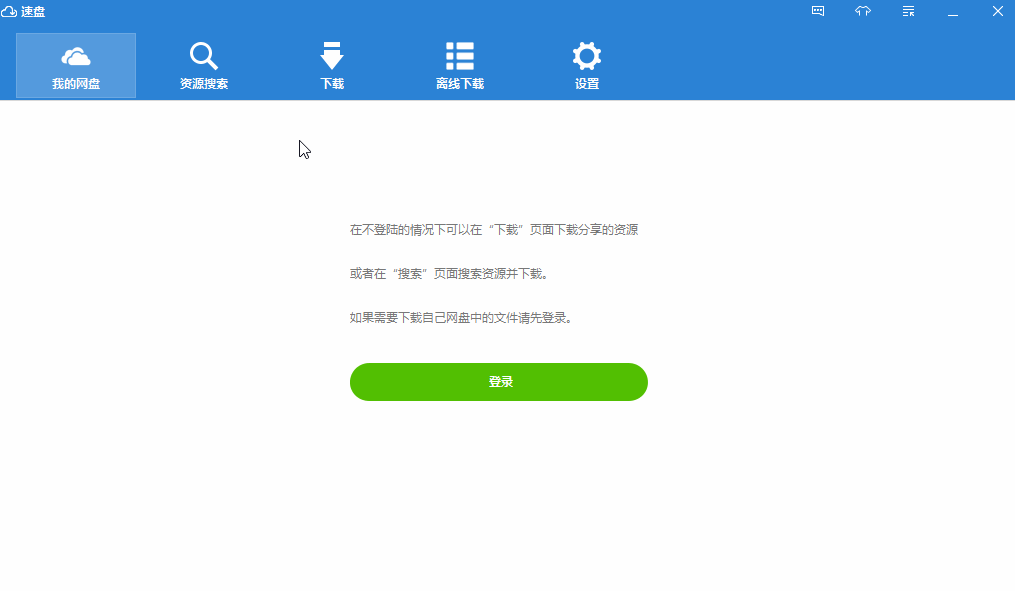 速盘
我的网盘
资源搜索
下载
离线下载
设置
在不登陆的情况下可以在“下载”页面下载分享的资源
或者在“搜索”页面搜索资源并下载。
如果需要下载自己网盘中的文件请先登录。
登录